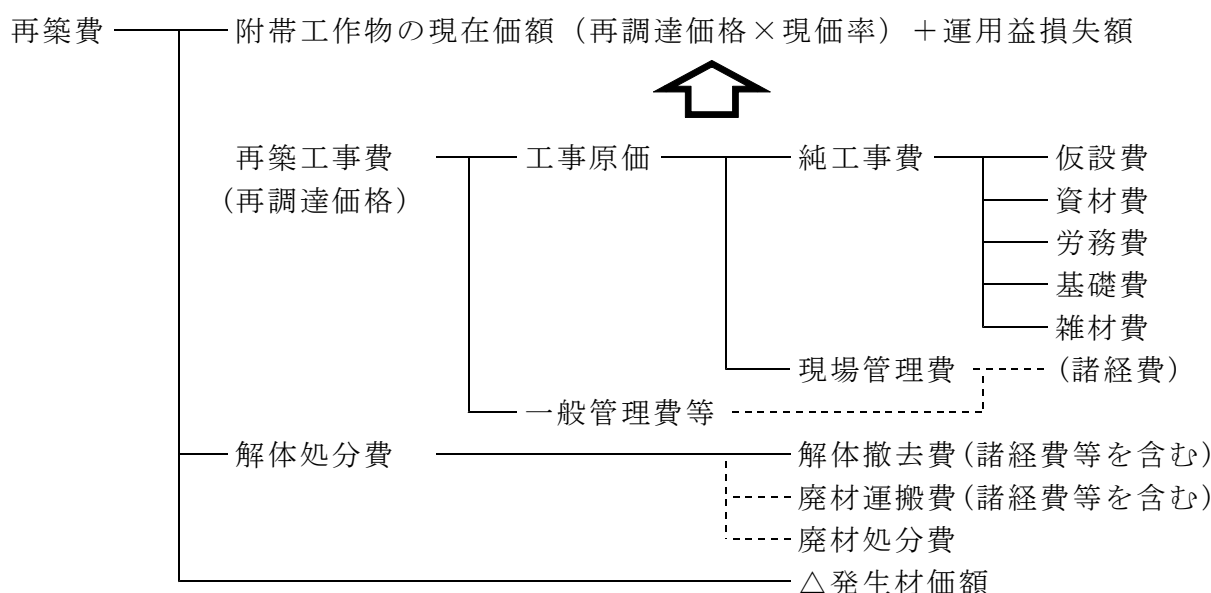 再築費 附帯工作物の現在価額（再調達価格×現価率）＋運用益損失額
再築工事費 工事原価 純工事費 仮設費
(再調達価格) 資材費
労務費
基礎費
雑材費
現場管理費 (諸経費)
一般管理費等
解体処分費 解体撤去費(諸経費等を含む)
廃材運搬費(諸経費等を含む)
廃材処分費
△発生材価額